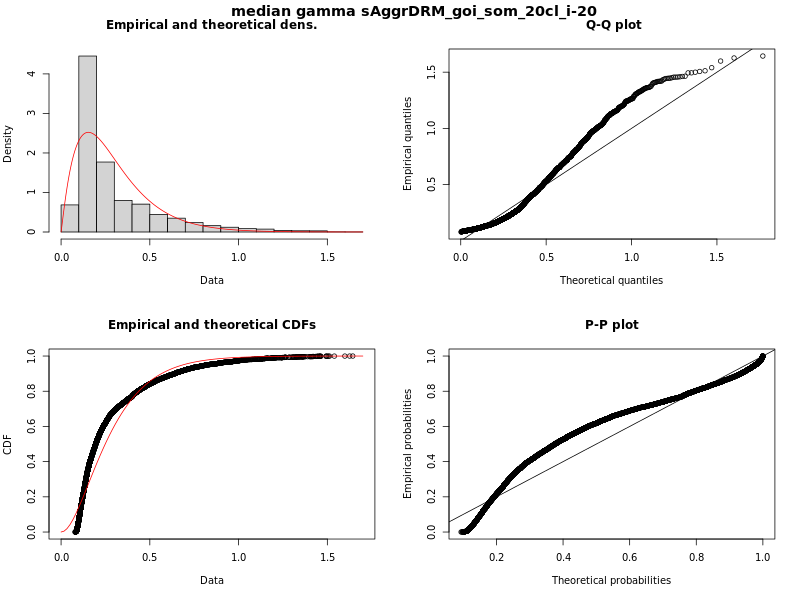 median gamma sAggrDRM_goi_som_20cl_i-20
Empirical and theoretical dens.
Density
0 1 2 3 4
0.0 0.5 1.0 1.5
Data
Q-Q plot
Empirical quantiles
0.5 1.0 1.5
0.0 0.5 1.0 1.5
Theoretical quantiles
Empirical and theoretical CDFs
CDF
0.0 0.2 0.4 0.6 0.8 1.0
0.0 0.5 1.0 1.5
Data
P-P plot
Empirical probabilities
0.0 0.2 0.4 0.6 0.8 1.0
0.2 0.4 0.6 0.8 1.0
Theoretical probabilities